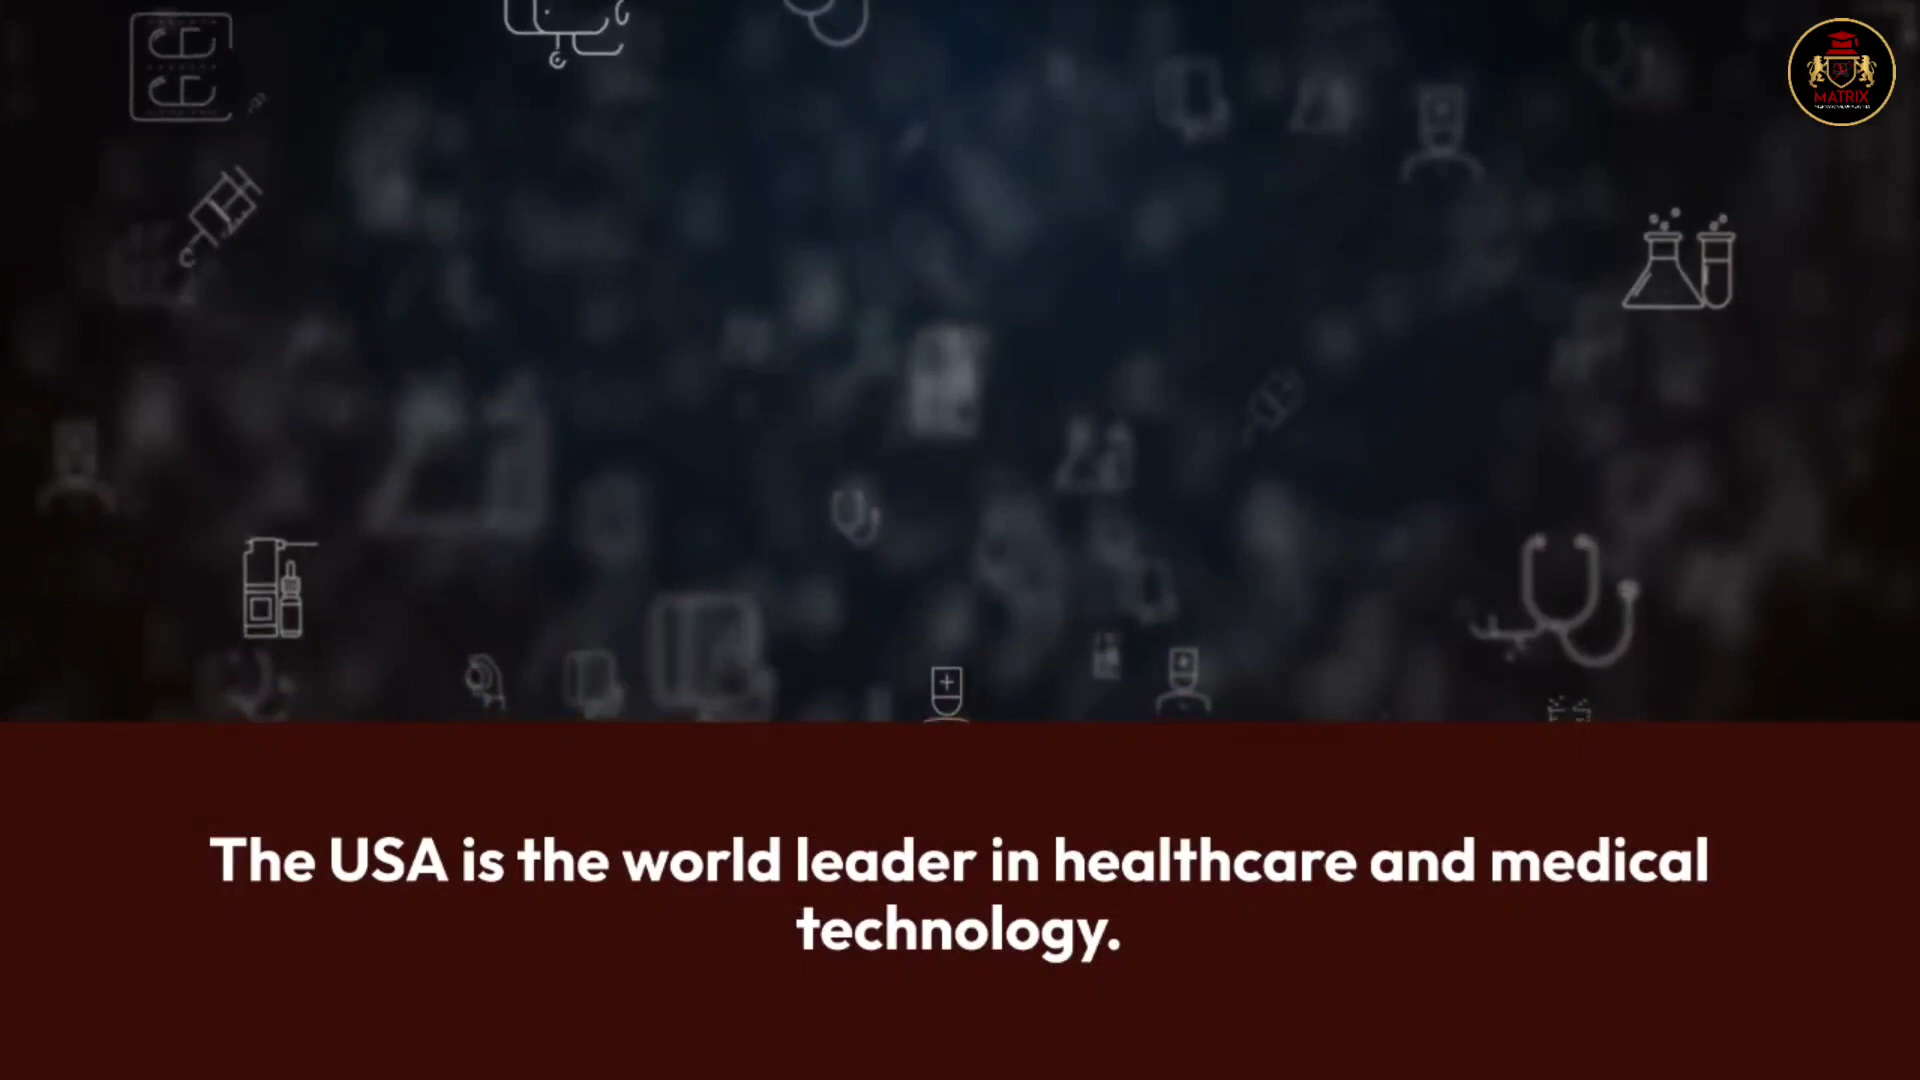 MATRIX
The USA is the world leader in healthcare and medical
technology.